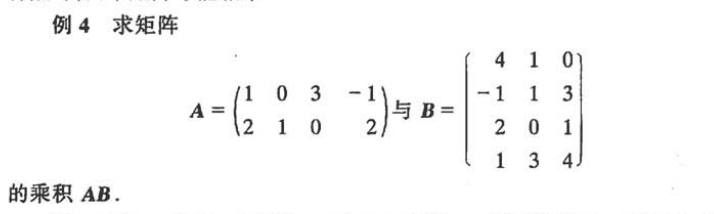 例 4 求矩阵
A = (1 0 3 -1
2 1 0 2) 与 B = (4 1 0
-1 1 3
2 0 1
1 3 4)
的乘积 AB.